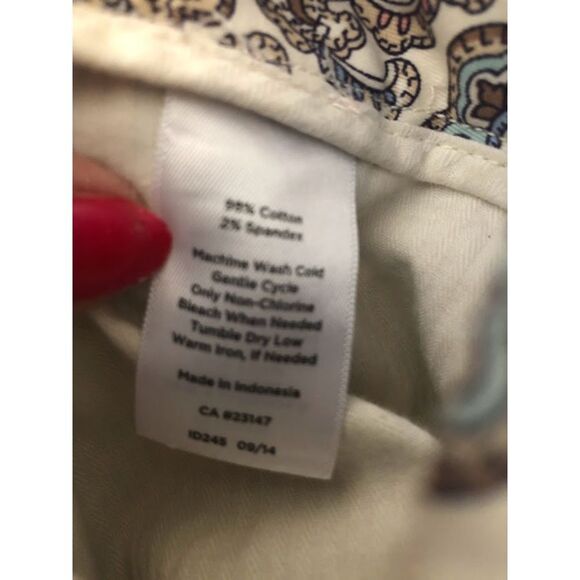 98% Cotton
2% Spandex
Machine Wash Cold
Gentle Cycle
Only Non-Chlorine
Bleach When Needed
Tumble Dry Low
Warm Iron, If Needed
Made In Indonesia
CA #23147
ID245 09/14